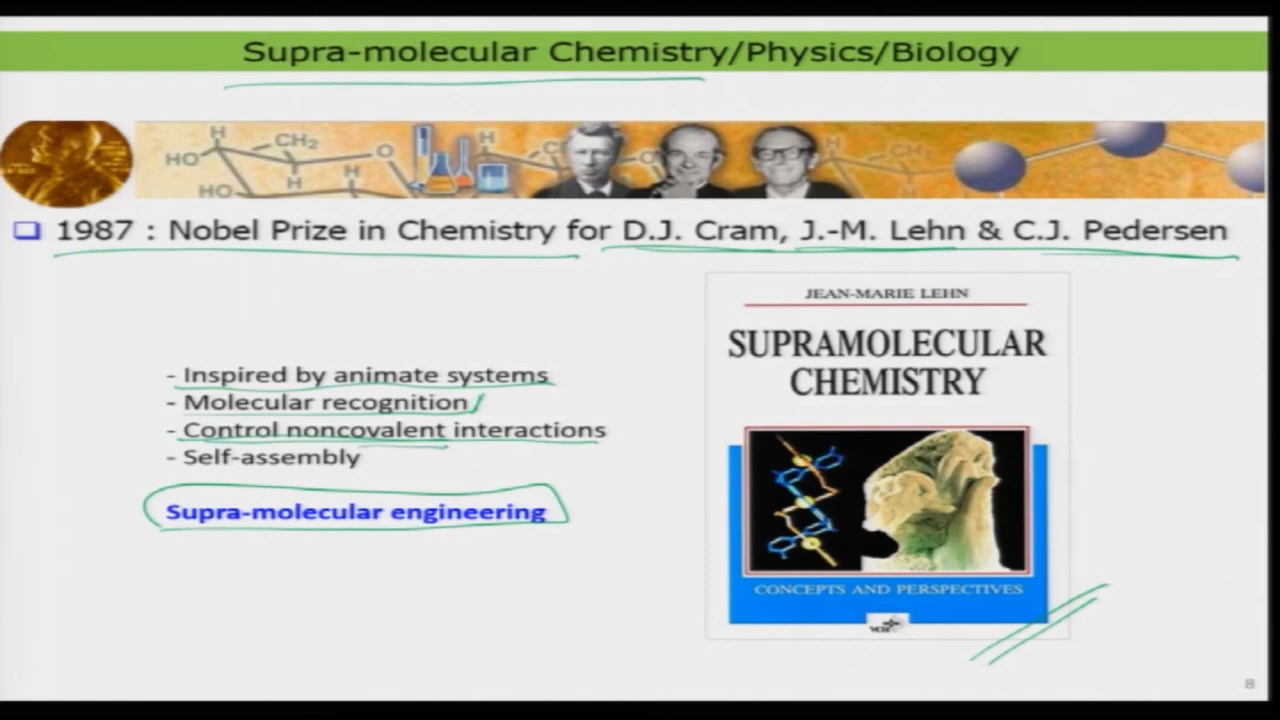 Supra-molecular Chemistry/Physics/Biology
H CH₂ O H
HO H H
HO
1987 : Nobel Prize in Chemistry for D.J. Cram, J.-M. Lehn & C.J. Pedersen
- Inspired by animate systems
- Molecular recognition
- Control noncovalent interactions
- Self-assembly
Supra-molecular engineering
JEAN-MARIE LEHN
SUPRAMOLECULAR
CHEMISTRY
CONCEPTS AND PERSPECTIVES
8